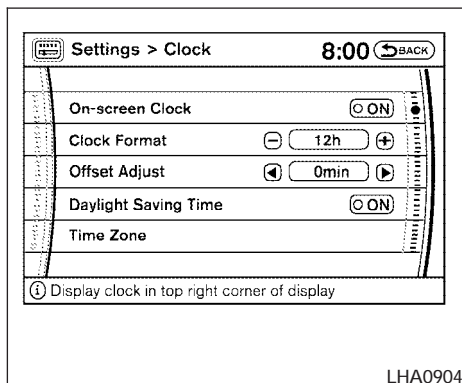 Settings > Clock 8:00 BACK
On-screen Clock ON
Clock Format 12h
Offset Adjust 0min
Daylight Saving Time ON
Time Zone
i Display clock in top right corner of display
LHA0904